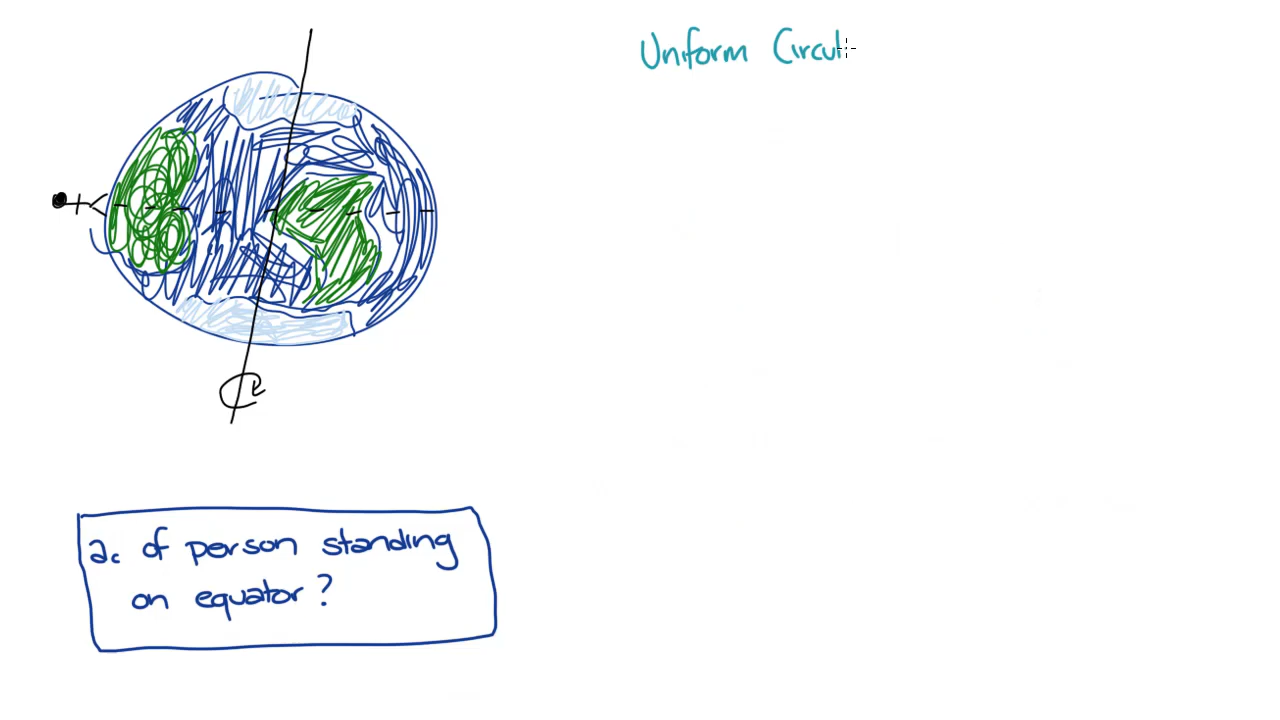 Uniform Circul
ac of person standing
on equator?